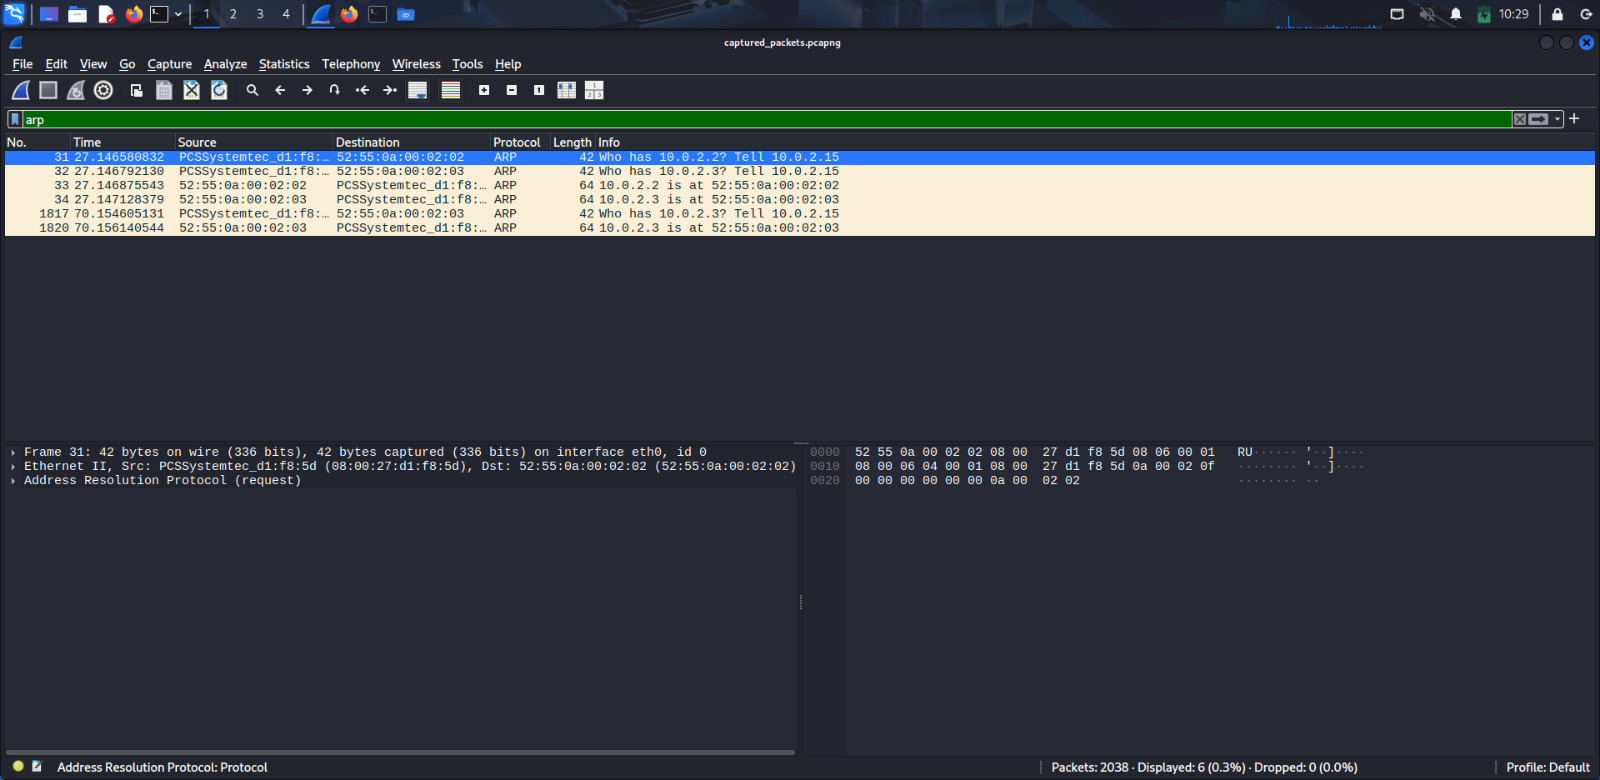 1 2 3 4 10:29
captured_packets.pcapng
File Edit View Go Capture Analyze Statistics Telephony Wireless Tools Help
arp
No. Time Source Destination Protocol Length Info
31 27.146580832 PCSSystemtec_d1:f8:… 52:55:0a:00:02:02 ARP 42 Who has 10.0.2.2? Tell 10.0.2.15
32 27.146792130 PCSSystemtec_d1:f8:… 52:55:0a:00:02:03 ARP 42 Who has 10.0.2.3? Tell 10.0.2.15
33 27.146875543 52:55:0a:00:02:02 PCSSystemtec_d1:f8:… ARP 64 10.0.2.2 is at 52:55:0a:00:02:02
34 27.147128379 52:55:0a:00:02:03 PCSSystemtec_d1:f8:… ARP 64 10.0.2.3 is at 52:55:0a:00:02:03
1817 70.154605131 PCSSystemtec_d1:f8:… 52:55:0a:00:02:03 ARP 42 Who has 10.0.2.3? Tell 10.0.2.15
1820 70.156140544 52:55:0a:00:02:03 PCSSystemtec_d1:f8:… ARP 64 10.0.2.3 is at 52:55:0a:00:02:03
Frame 31: 42 bytes on wire (336 bits), 42 bytes captured (336 bits) on interface eth0, id 0
Ethernet II, Src: PCSSystemtec_d1:f8:5d (08:00:27:d1:f8:5d), Dst: 52:55:0a:00:02:02 (52:55:0a:00:02:02)
Address Resolution Protocol (request)
0000 52 55 0a 00 02 02 08 00 27 d1 f8 5d 08 06 00 01 RU······ '··]····
0010 08 00 06 04 00 01 08 00 27 d1 f8 5d 0a 00 02 0f ········ '··]····
0020 00 00 00 00 00 00 0a 00 02 02 ········ ··
Address Resolution Protocol: Protocol
Packets: 2038 · Displayed: 6 (0.3%) · Dropped: 0 (0.0%)
Profile: Default